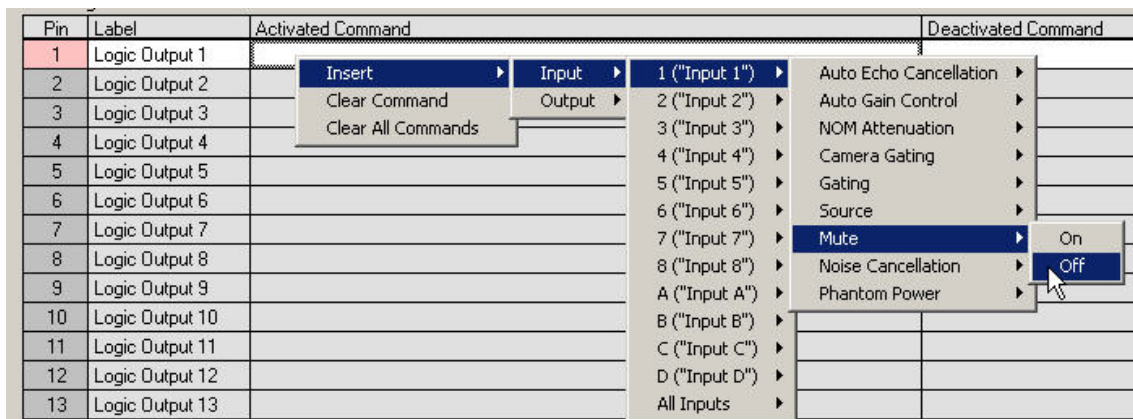 Pin Label Activated Command Deactivated Command
1 Logic Output 1
Insert Input 1 ("Input 1") Auto Echo Cancellation
2 Logic Output 2
Clear Command Output 2 ("Input 2") Auto Gain Control
3 Logic Output 3
Clear All Commands 3 ("Input 3") NOM Attenuation
4 Logic Output 4 4 ("Input 4") Camera Gating
5 Logic Output 5 5 ("Input 5") Gating
6 Logic Output 6 6 ("Input 6") Source
7 Logic Output 7 7 ("Input 7") Mute On
8 Logic Output 8 8 ("Input 8") Noise Cancellation Off
9 Logic Output 9 A ("Input A") Phantom Power
10 Logic Output 10 B ("Input B")
11 Logic Output 11 C ("Input C")
12 Logic Output 12 D ("Input D")
13 Logic Output 13 All Inputs